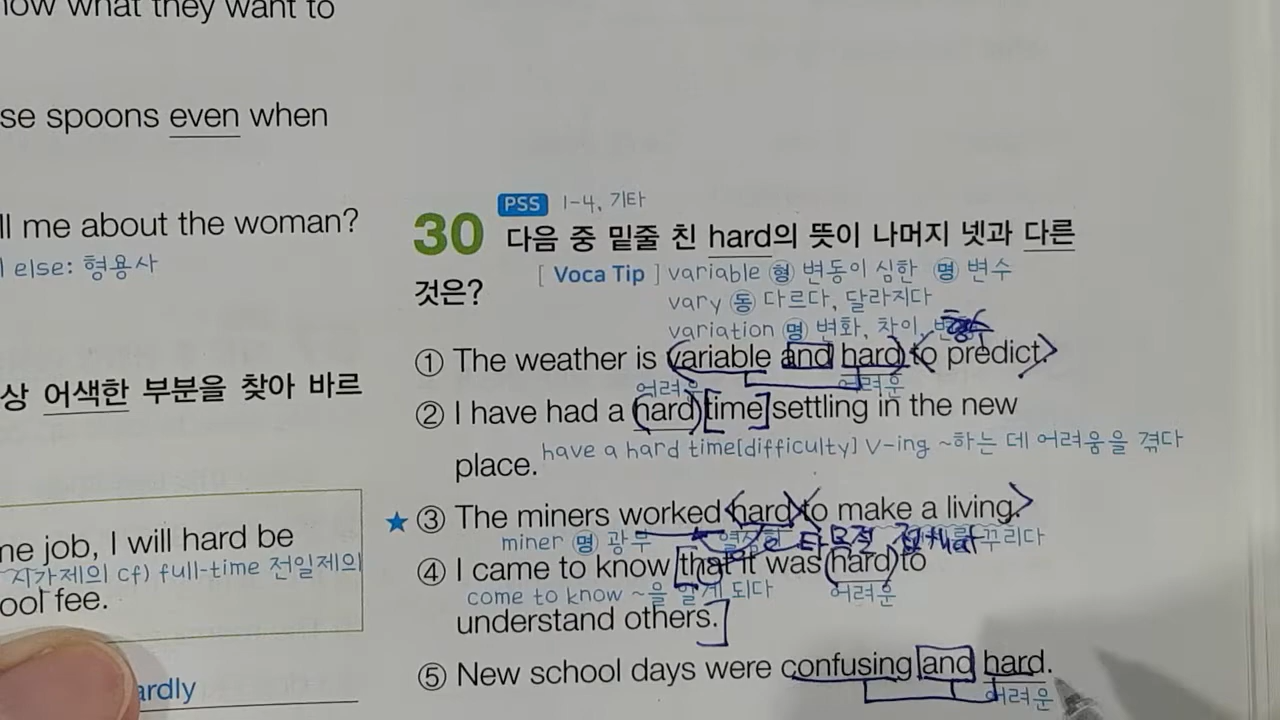 now what they want to
se spoons even when
ll me about the woman?
l else: 형용사
상 어색한 부분을 찾아 바르
ne job, I will hard be
시간제의 cf) full-time 전일제의
ool fee.
ardly
PSS 1-4, 기타
30 다음 중 밑줄 친 hard의 뜻이 나머지 넷과 다른
것은?
[ Voca Tip ] variable 형 변동이 심한 명 변수
vary 동 다르다, 달라지다
variation 명 변화, 차이,
① The weather is variable and hard to predict.
어려운
② I have had a hard time settling in the new
어려운
place. have a hard time[difficulty] V-ing ~하는 데 어려움을 겪다
③ The miners worked hard to make a living.
miner 명 광부 열심히 꾸리다
④ I came to know that it was hard to
come to know ~을 알게 되다 어려운
understand others.
⑤ New school days were confusing and hard.
어려운